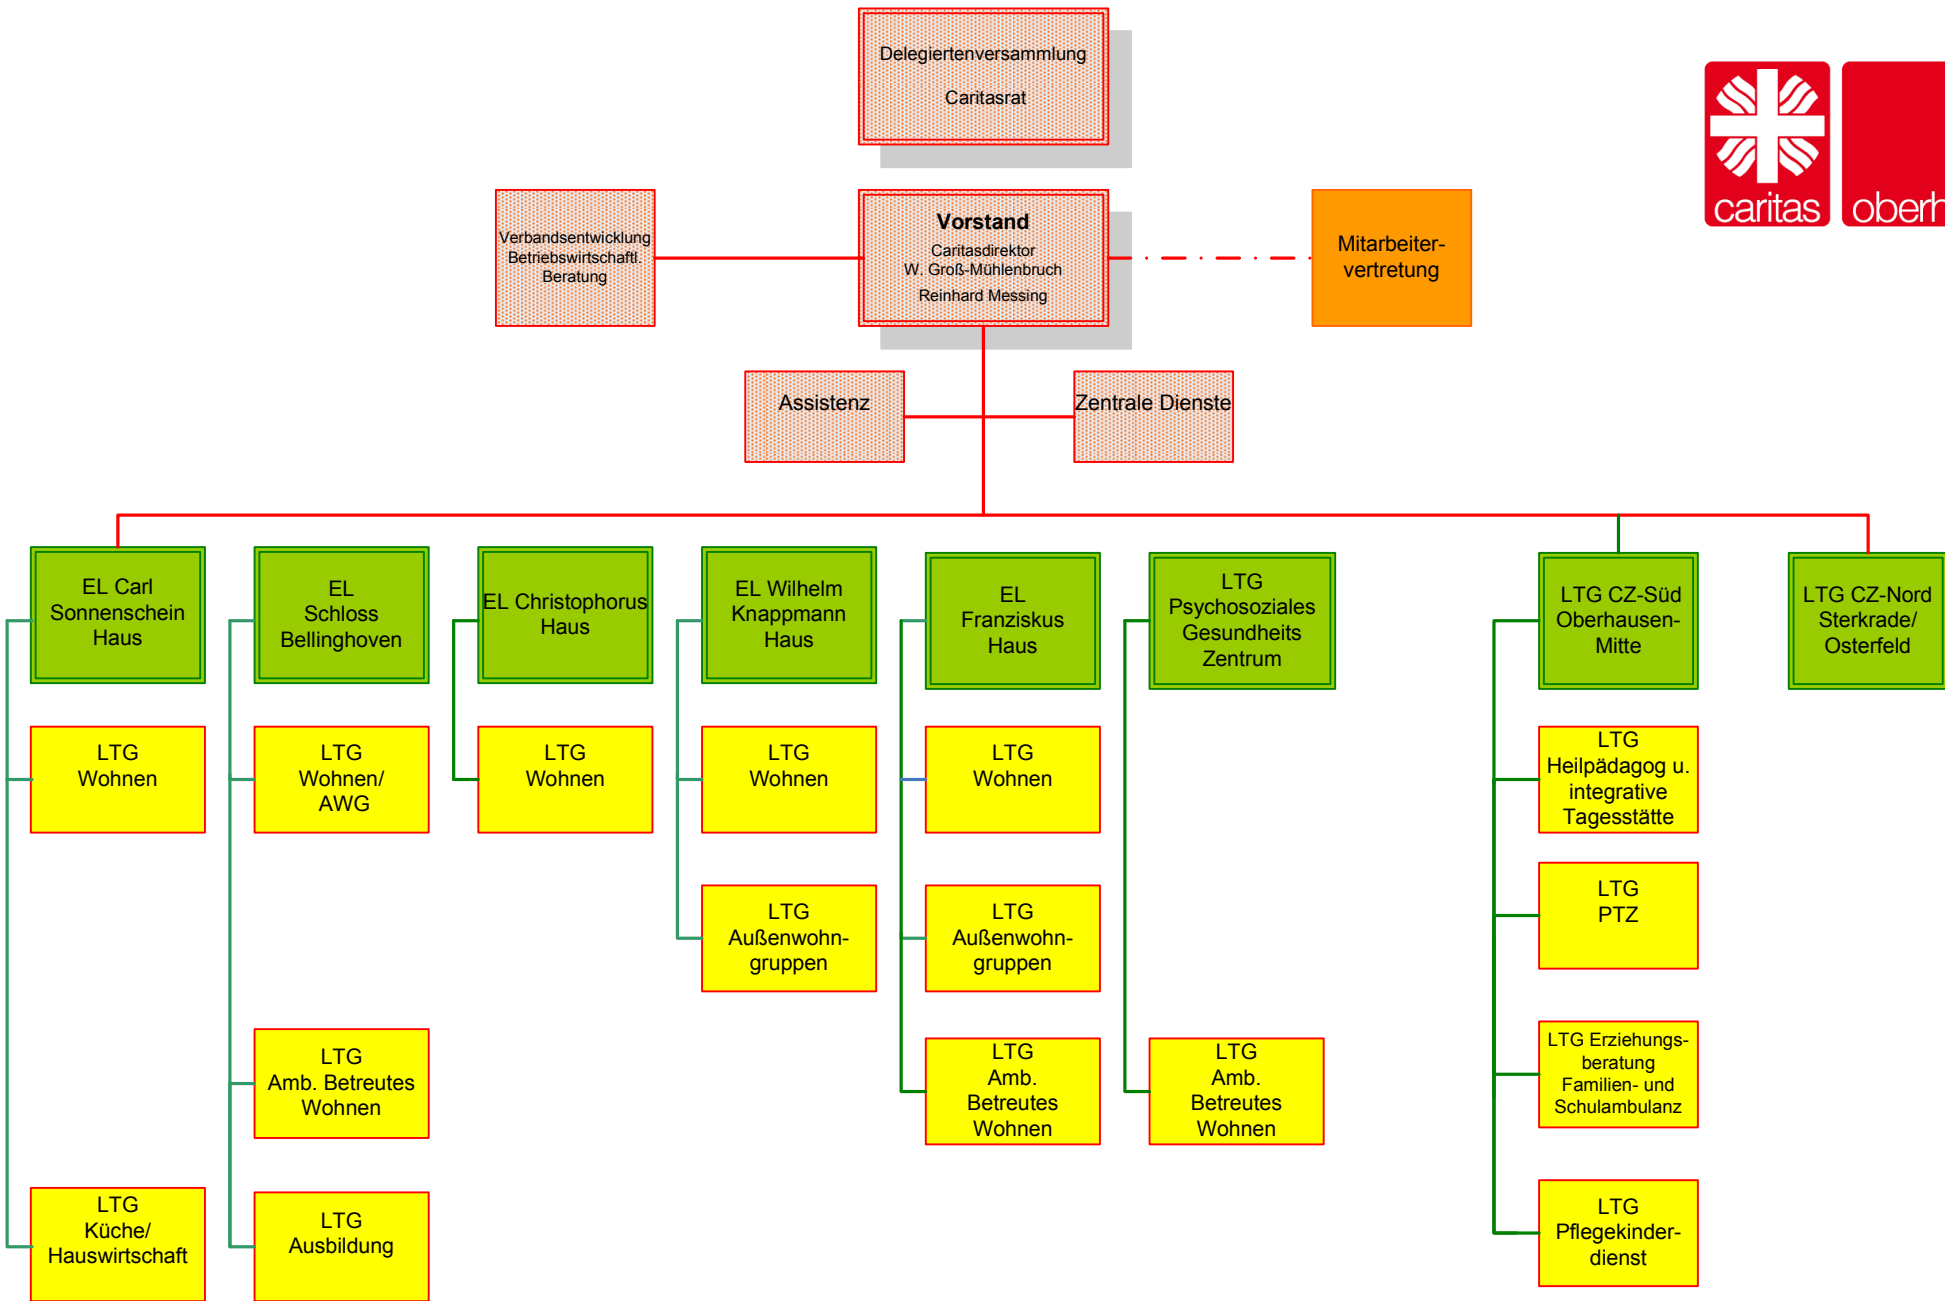 Delegiertenversammlung
Caritasrat
caritas
oberh
Verbandsentwicklung
Betriebswirtschaftl.
Beratung
Vorstand
Caritasdirektor
W. Groß-Mühlenbruch
Reinhard Messing
Mitarbeiter-
vertretung
Assistenz
Zentrale Dienste
EL Carl
Sonnenschein
Haus
EL
Schloss
Bellinghoven
EL Christophorus
Haus
EL Wilhelm
Knappmann
Haus
EL
Franziskus
Haus
LTG
Psychosoziales
Gesundheits
Zentrum
LTG CZ-Süd
Oberhausen-
Mitte
LTG CZ-Nord
Sterkrade/
Osterfeld
LTG
Wohnen
LTG
Wohnen/
AWG
LTG
Wohnen
LTG
Wohnen
LTG
Wohnen
LTG
Heilpädagog u.
integrative
Tagesstätte
LTG
Außenwohn-
gruppen
LTG
Außenwohn-
gruppen
LTG
PTZ
LTG
Amb. Betreutes
Wohnen
LTG
Amb.
Betreutes
Wohnen
LTG
Amb.
Betreutes
Wohnen
LTG Erziehungs-
beratung
Familien- und
Schulambulanz
LTG
Küche/
Hauswirtschaft
LTG
Ausbildung
LTG
Pflegekinder-
dienst